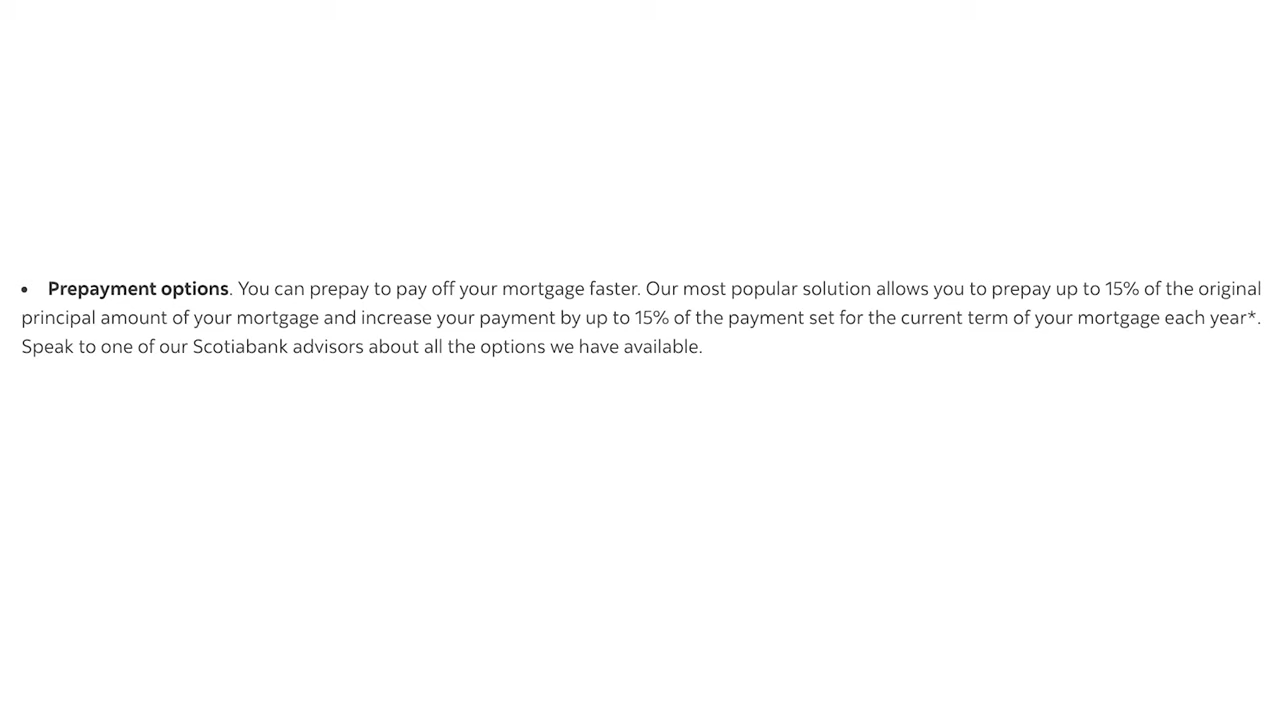 • Prepayment options. You can prepay to pay off your mortgage faster. Our most popular solution allows you to prepay up to 15% of the original
principal amount of your mortgage and increase your payment by up to 15% of the payment set for the current term of your mortgage each year*.
Speak to one of our Scotiabank advisors about all the options we have available.